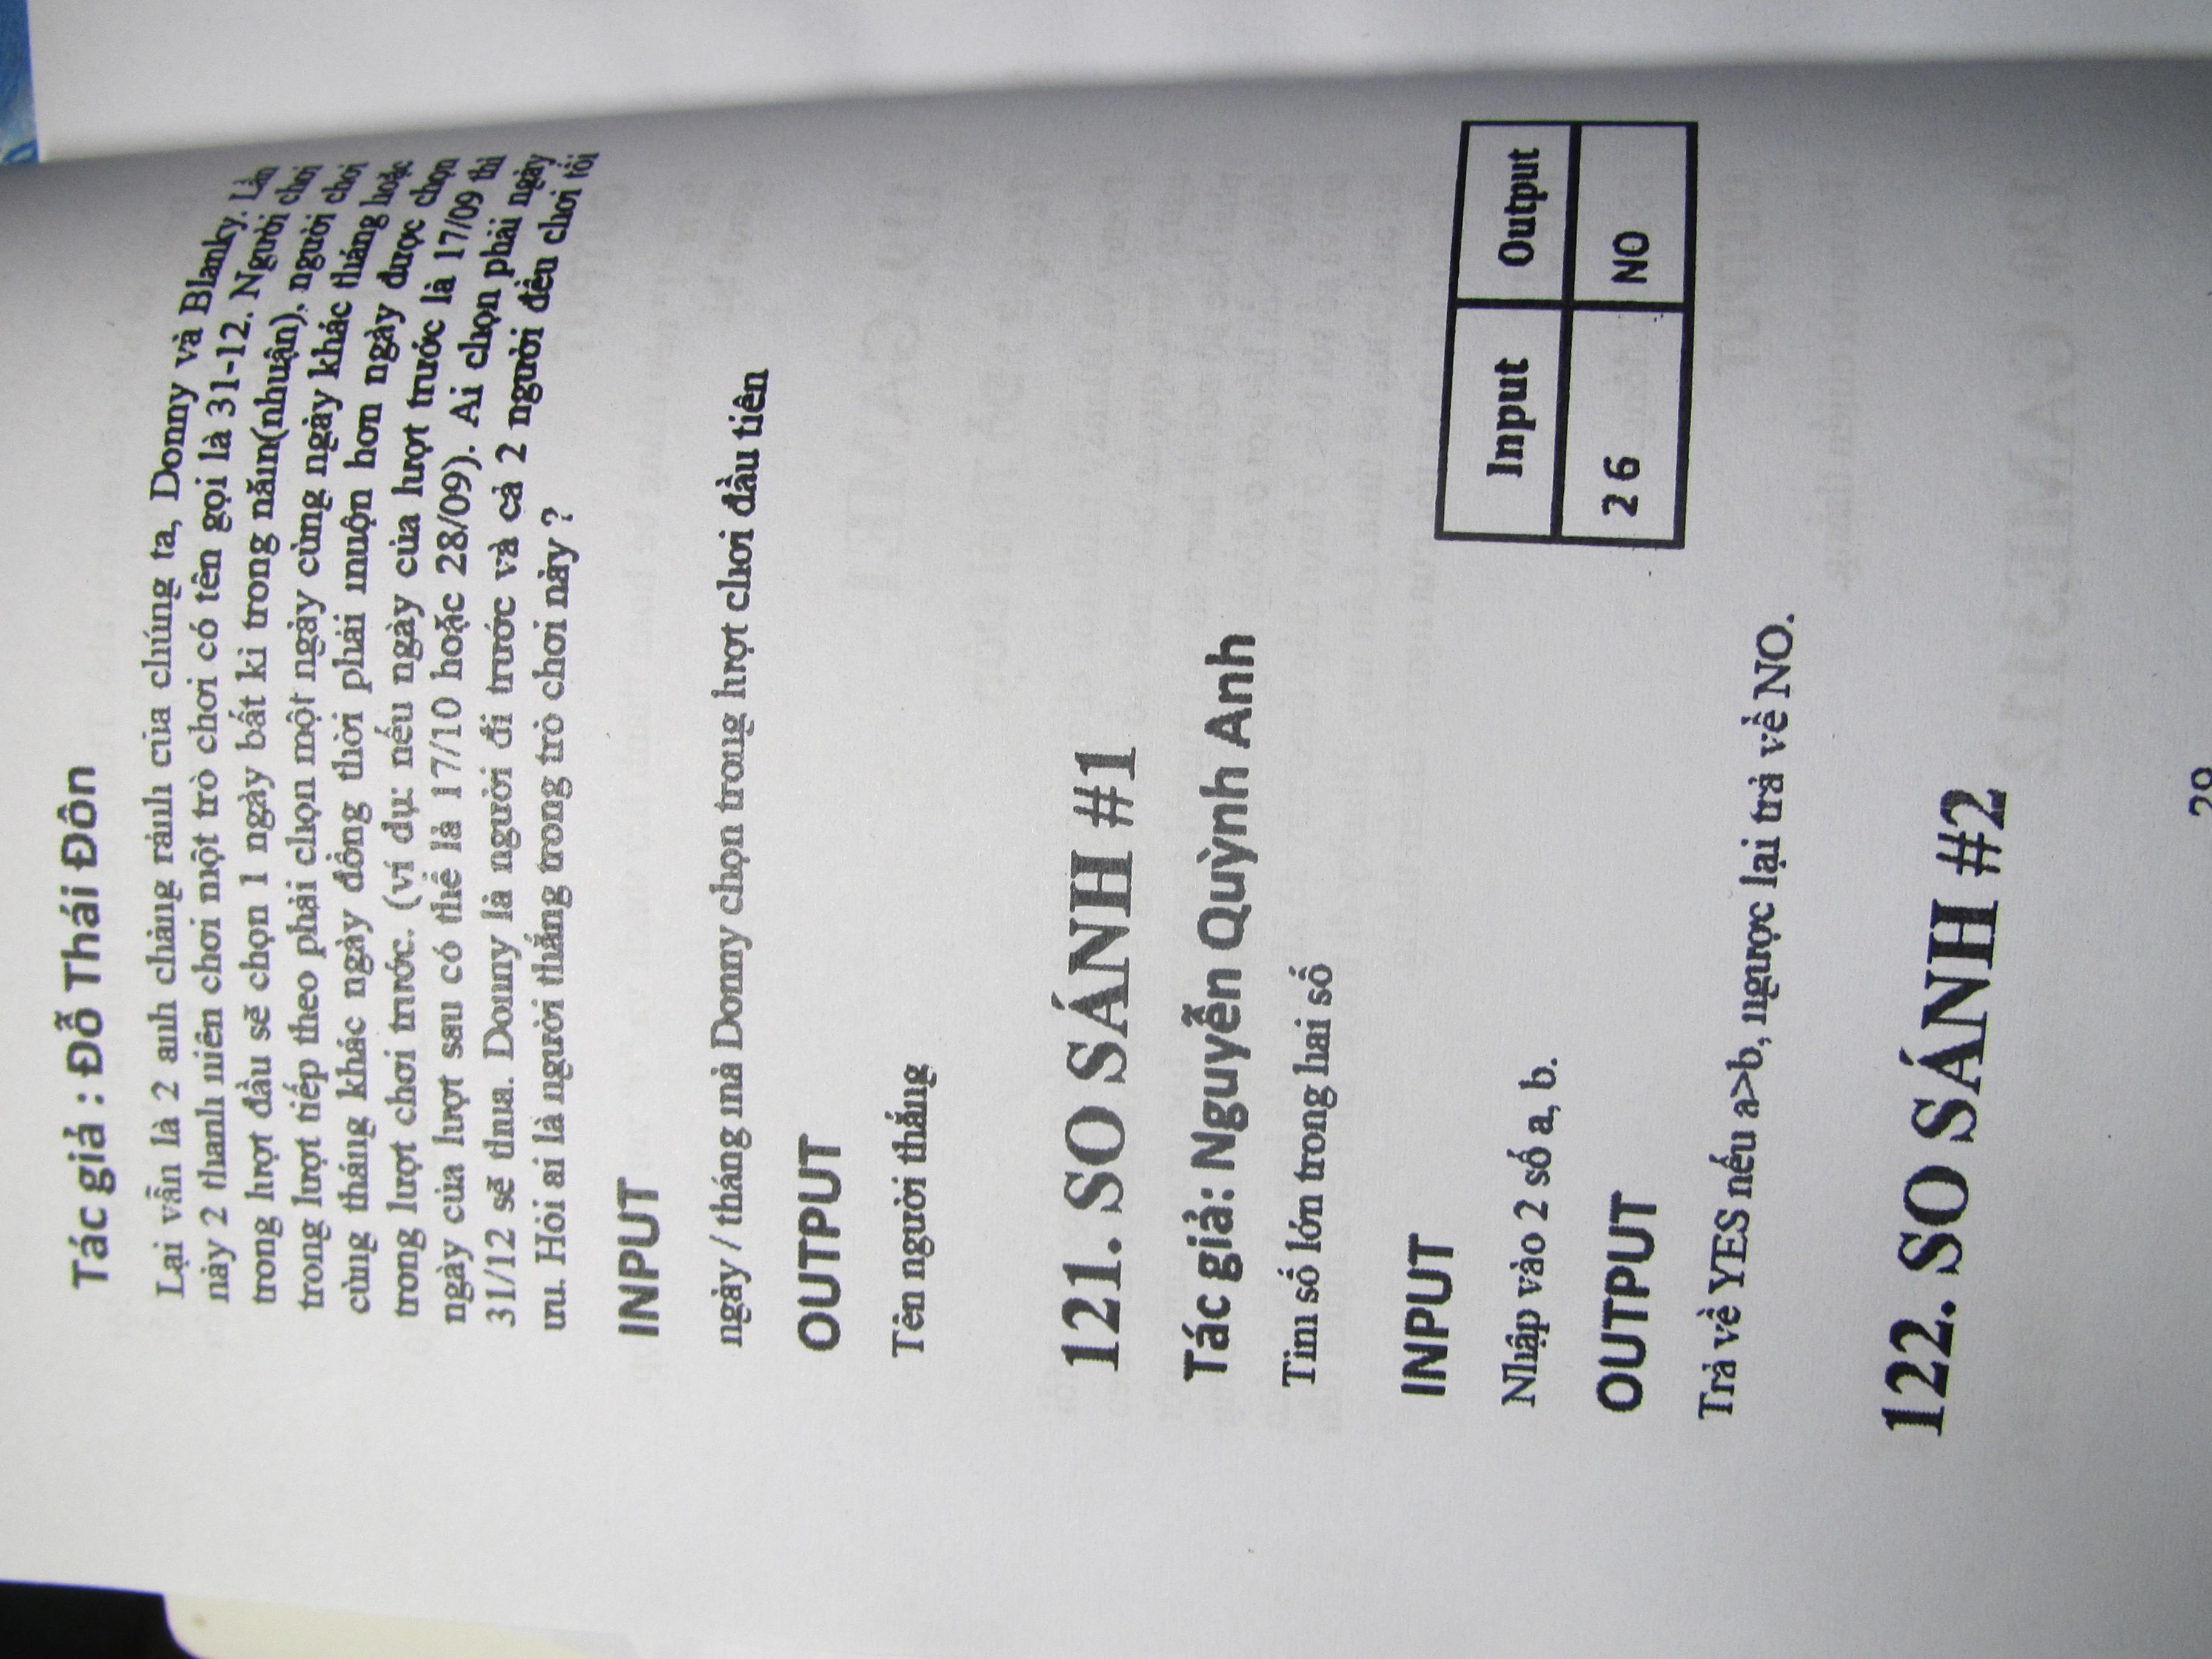 Tác giả : Đỗ Thái Đôn
Lại vẫn là 2 anh chàng rảnh của chúng ta, Donny và Blanky. Lần
này 2 thanh niên chơi một trò chơi có tên gọi là 31-12. Người chơi
trong lượt đầu sẽ chọn 1 ngày bất kì trong năm(nhuận), người chơi
trong lượt tiếp theo phải chọn một ngày cùng ngày khác tháng hoặc
cùng tháng khác ngày đồng thời phải muộn hơn ngày được chọn
trong lượt chơi trước. (ví dụ: nếu ngày của lượt trước là 17/09 thì
ngày của lượt sau có thể là 17/10 hoặc 28/09). Ai chọn phải ngày
31/12 sẽ thua. Donny là người đi trước và cả 2 người đều chơi tối
ưu. Hỏi ai là người thắng trong trò chơi này ?
INPUT
ngày / tháng mà Donny chọn trong lượt chơi đầu tiên
OUTPUT
Tên người thắng
121. SO SÁNH #1
Tác giả: Nguyễn Quỳnh Anh
Tìm số lớn trong hai số
INPUT
Nhập vào 2 số a, b.
OUTPUT
Trả về YES nếu a>b, ngược lại trả về NO.
Input Output
2 6 NO
122. SO SÁNH #2
29